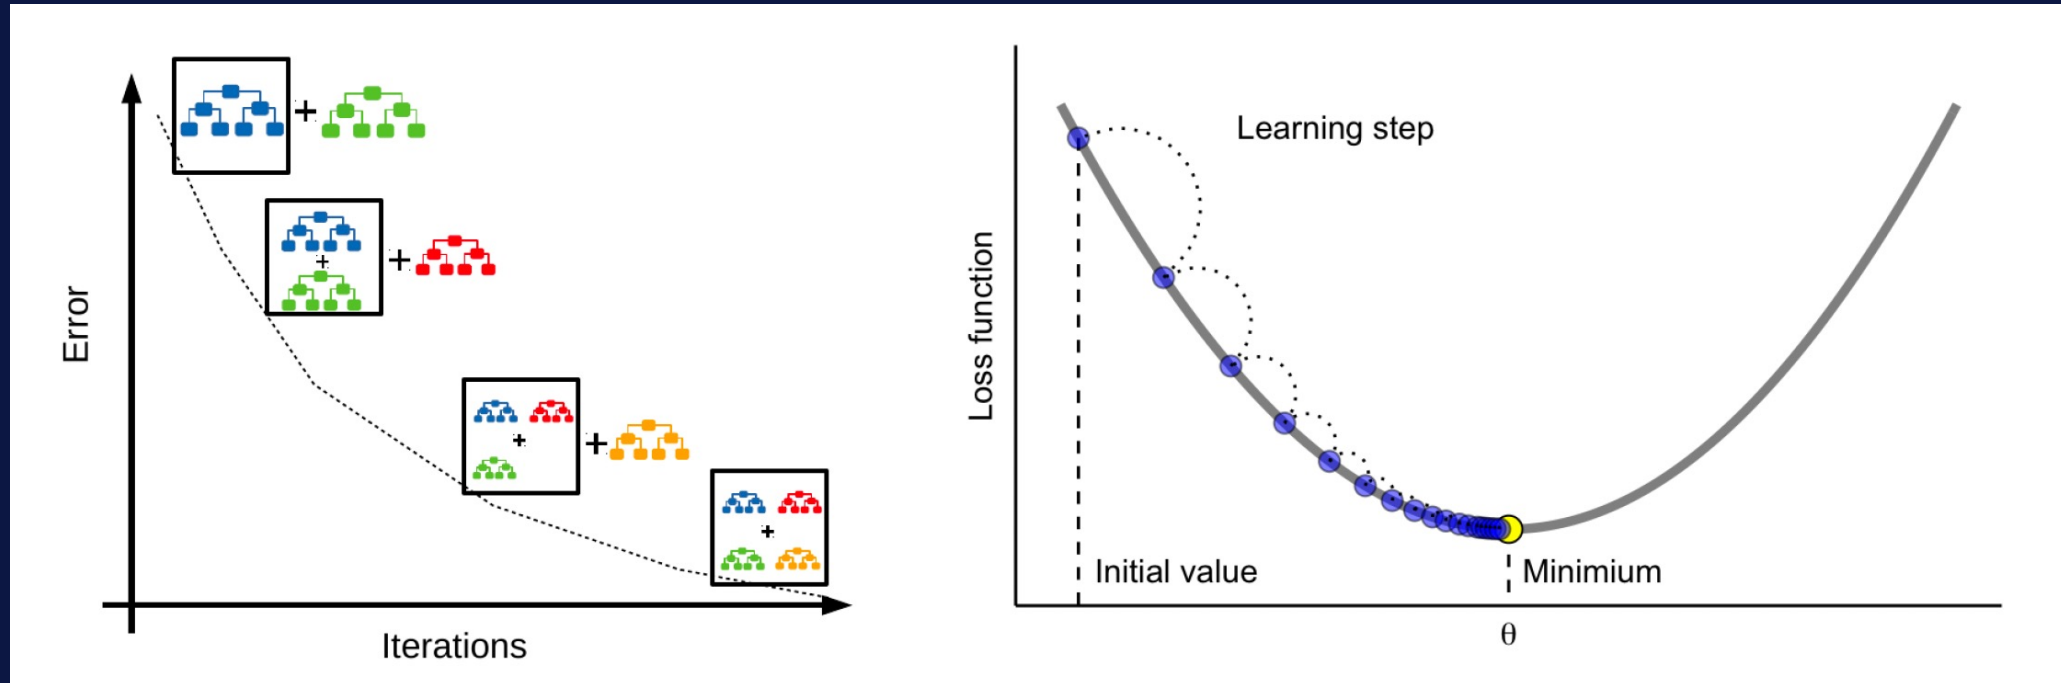 Error
Iterations
Learning step
Loss function
Initial value
Minimium
θ